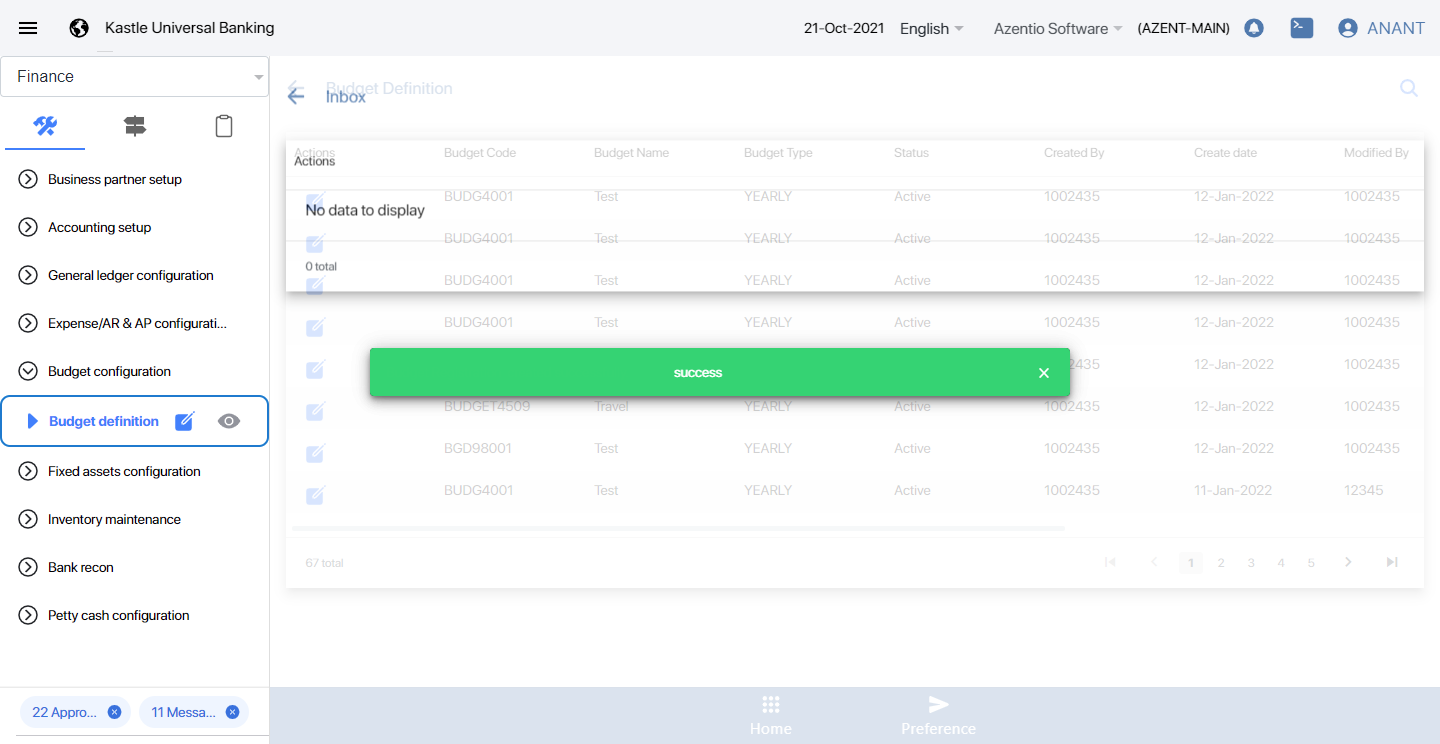 Kastle Universal Banking
21-Oct-2021 English Azentio Software (AZENT-MAIN) ANANT
Finance
Business partner setup
Accounting setup
General ledger configuration
Expense/AR & AP configurati...
Budget configuration
Budget definition
Fixed assets configuration
Inventory maintenance
Bank recon
Petty cash configuration
22 Appro...
11 Messa...
Budget Definition
Inbox
Actions Budget Code Budget Name Budget Type Status Created By Create date Modified By
Actions
BUDG4001 Test YEARLY Active 1002435 12-Jan-2022 1002435
No data to display
BUDG4001 Test YEARLY Active 1002435 12-Jan-2022 1002435
0 total
BUDG4001 Test YEARLY Active 1002435 12-Jan-2022 1002435
BUDG4001 Test YEARLY Active 1002435 12-Jan-2022 1002435
success
2435
BUDGET4509 Travel YEARLY Active 1002435 12-Jan-2022 1002435
BGD98001 Test YEARLY Active 1002435 12-Jan-2022 1002435
BUDG4001 Test YEARLY Active 1002435 11-Jan-2022 12345
67 total
1 2 3 4 5
Home
Preference